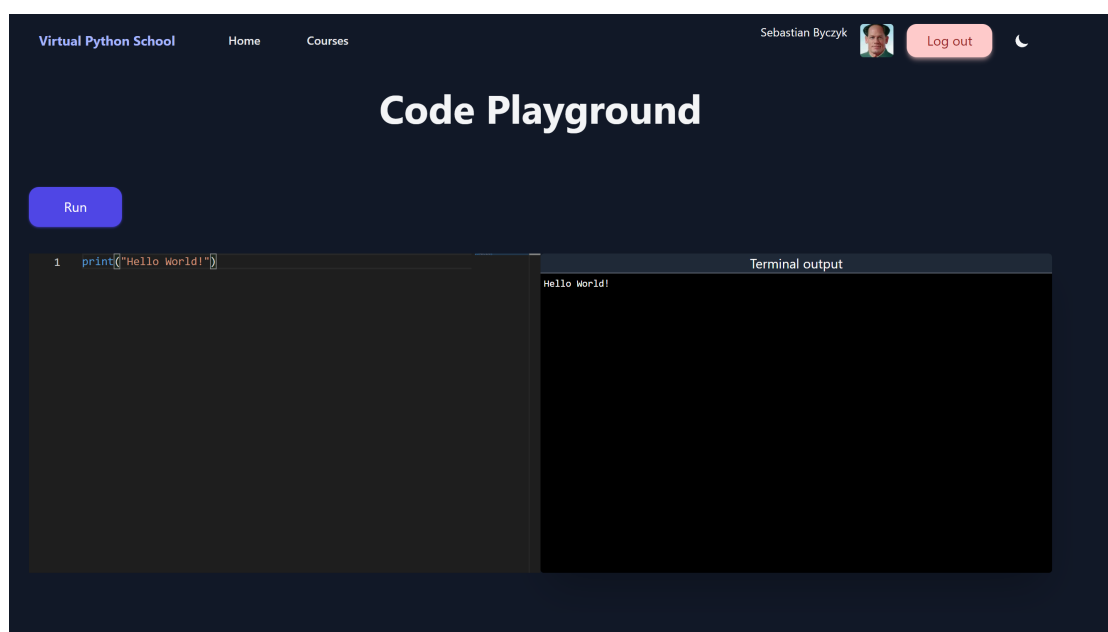 Virtual Python School Home Courses Sebastian Byczyk Log out
Code Playground
Run
1 print("Hello World!")
Terminal output
Hello World!